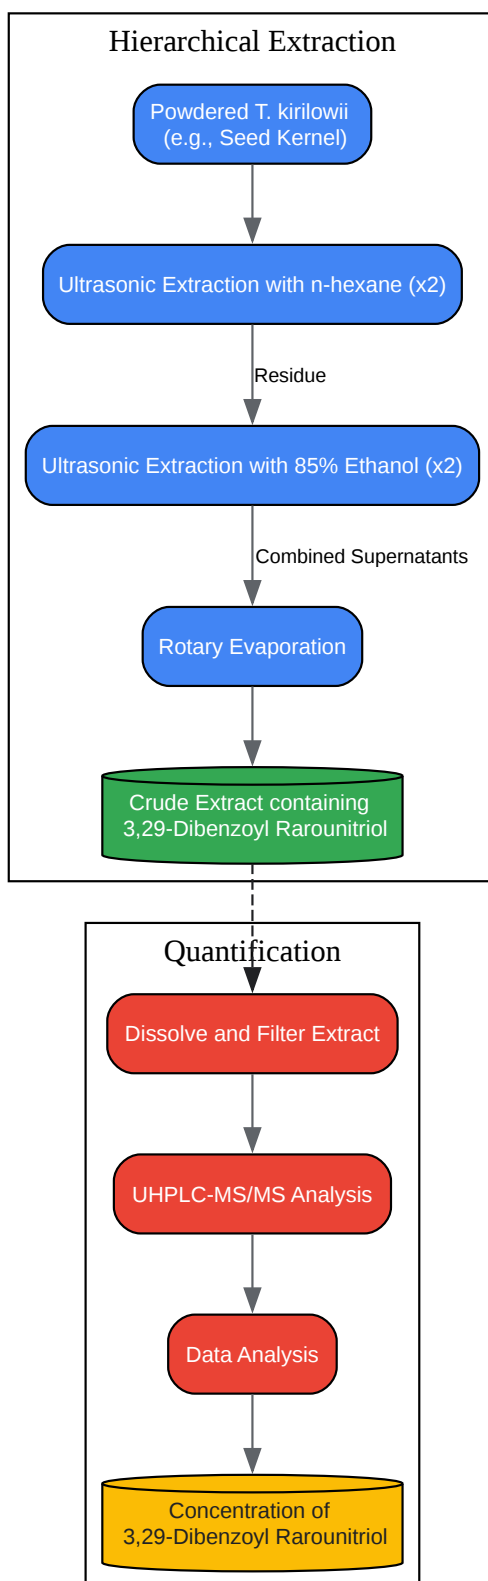 Hierarchical Extraction
Powdered T. kirilowii
(e.g., Seed Kernel)
Ultrasonic Extraction with n-hexane (x2)
Residue
Ultrasonic Extraction with 85% Ethanol (x2)
Combined Supernatants
Rotary Evaporation
Crude Extract containing
3,29-Dibenzoyl Rarounitriol
Quantification
Dissolve and Filter Extract
UHPLC-MS/MS Analysis
Data Analysis
Concentration of
3,29-Dibenzoyl Rarounitriol